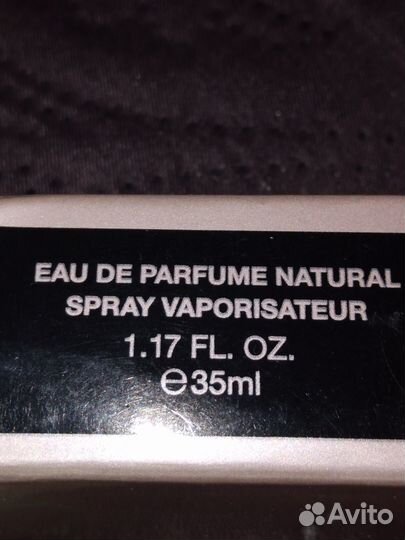 EAU DE PARFUME NATURAL
SPRAY VAPORISATEUR
1.17 FL. OZ.
℮35ml
Avito